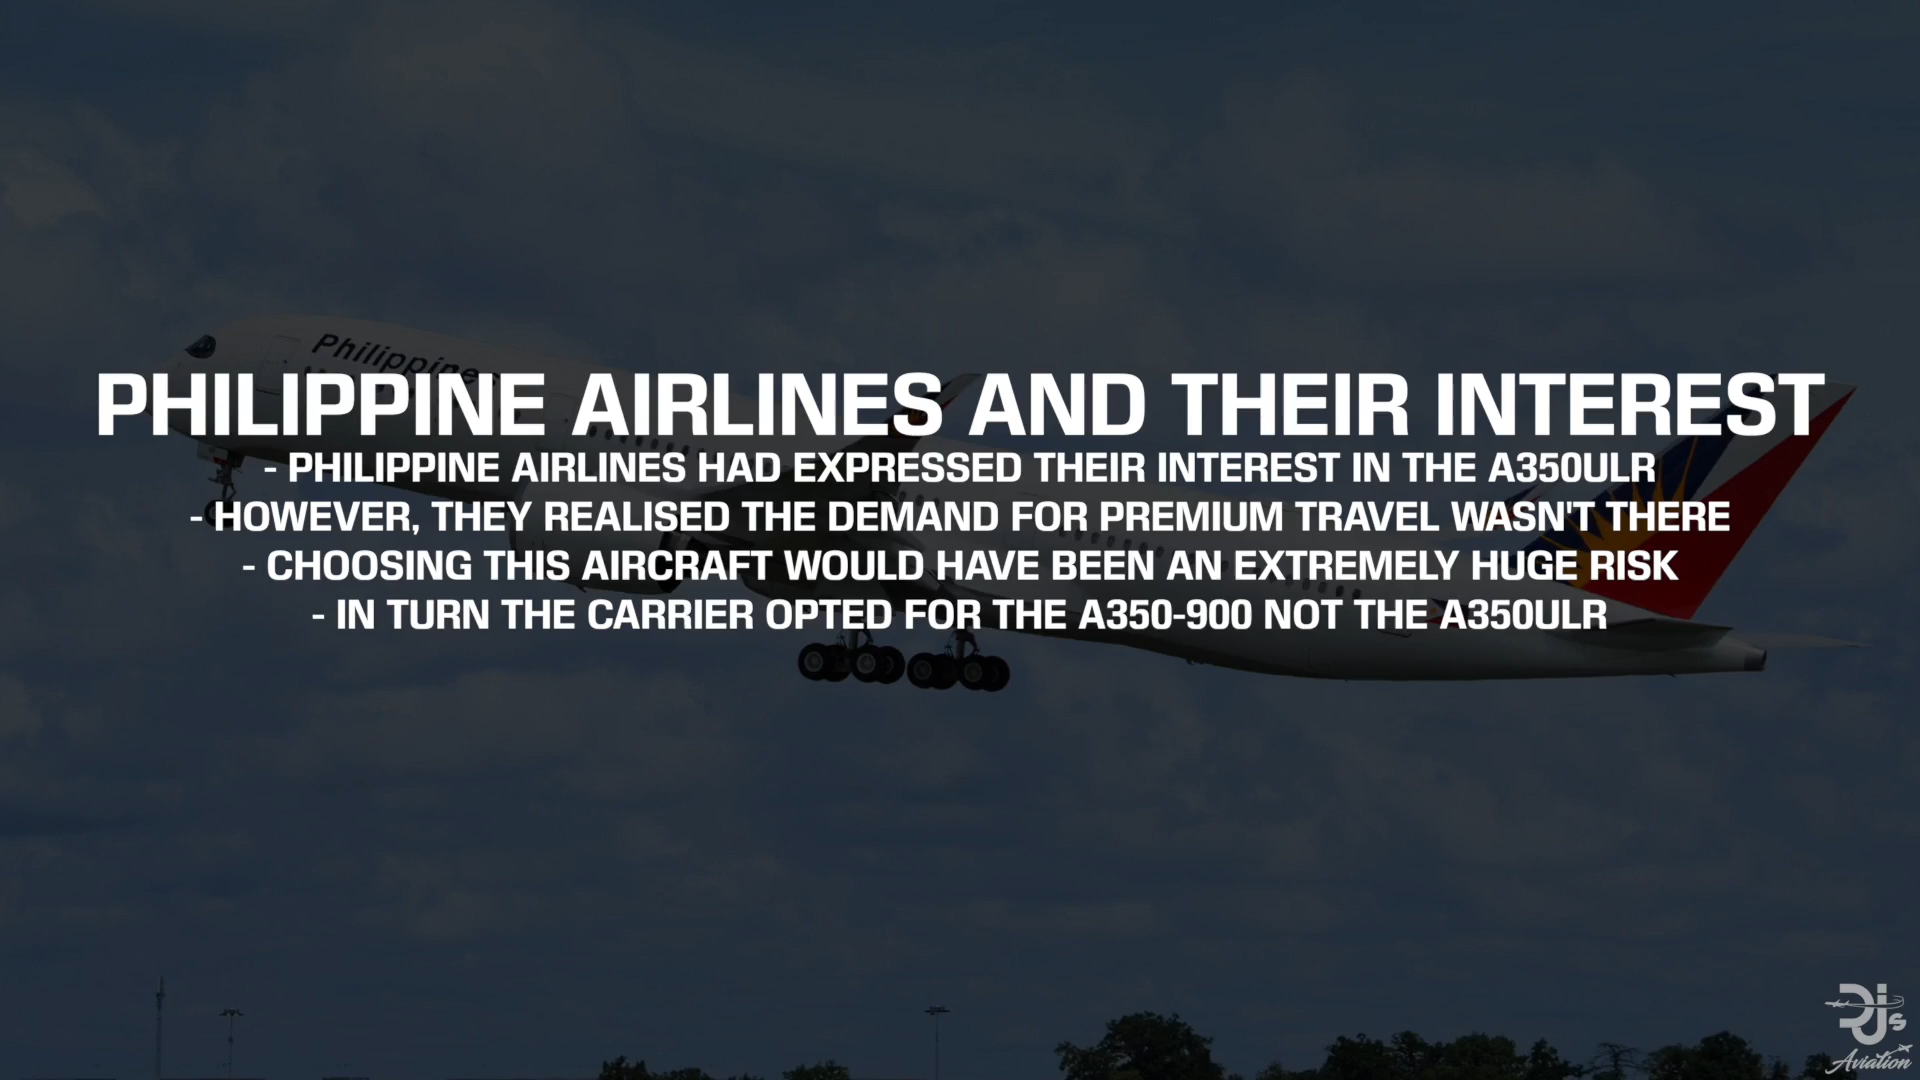 Philippine
PHILIPPINE AIRLINES AND THEIR INTEREST
- PHILIPPINE AIRLINES HAD EXPRESSED THEIR INTEREST IN THE A350ULR
- HOWEVER, THEY REALISED THE DEMAND FOR PREMIUM TRAVEL WASN'T THERE
- CHOOSING THIS AIRCRAFT WOULD HAVE BEEN AN EXTREMELY HUGE RISK
- IN TURN THE CARRIER OPTED FOR THE A350-900 NOT THE A350ULR
DJs
Aviation